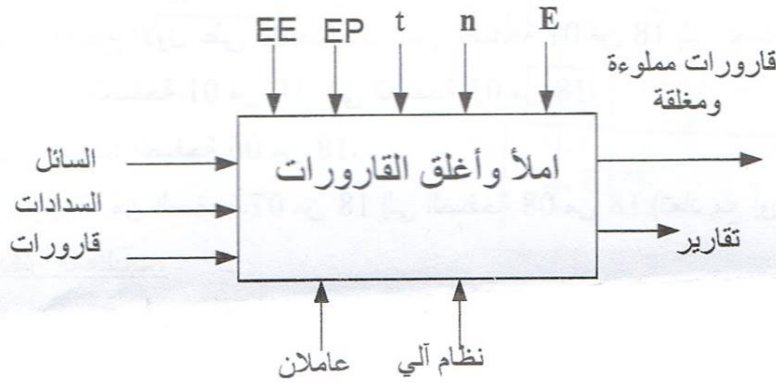 EE EP t n E
قارورات مملوءة
ومغلقة
املأ وأغلق القارورات
السائل
السدادات
قارورات
تقارير
عاملان
نظام آلي